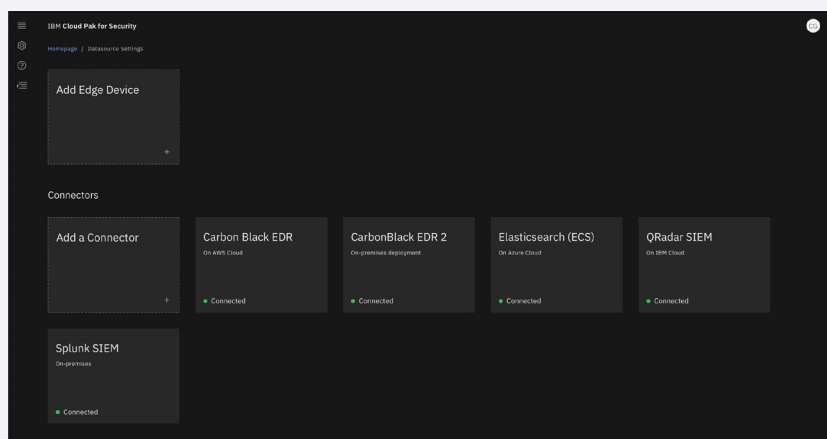 IBM Cloud Pak for Security
CG
Homepage / Datasource Settings
Add Edge Device
+
Connectors
Add a Connector
+
Carbon Black EDR
On AWS Cloud
Connected
CarbonBlack EDR 2
On-premises deployment
Connected
Elasticsearch (ECS)
On Azure Cloud
Connected
QRadar SIEM
On IBM Cloud
Connected
Splunk SIEM
On-premises
Connected